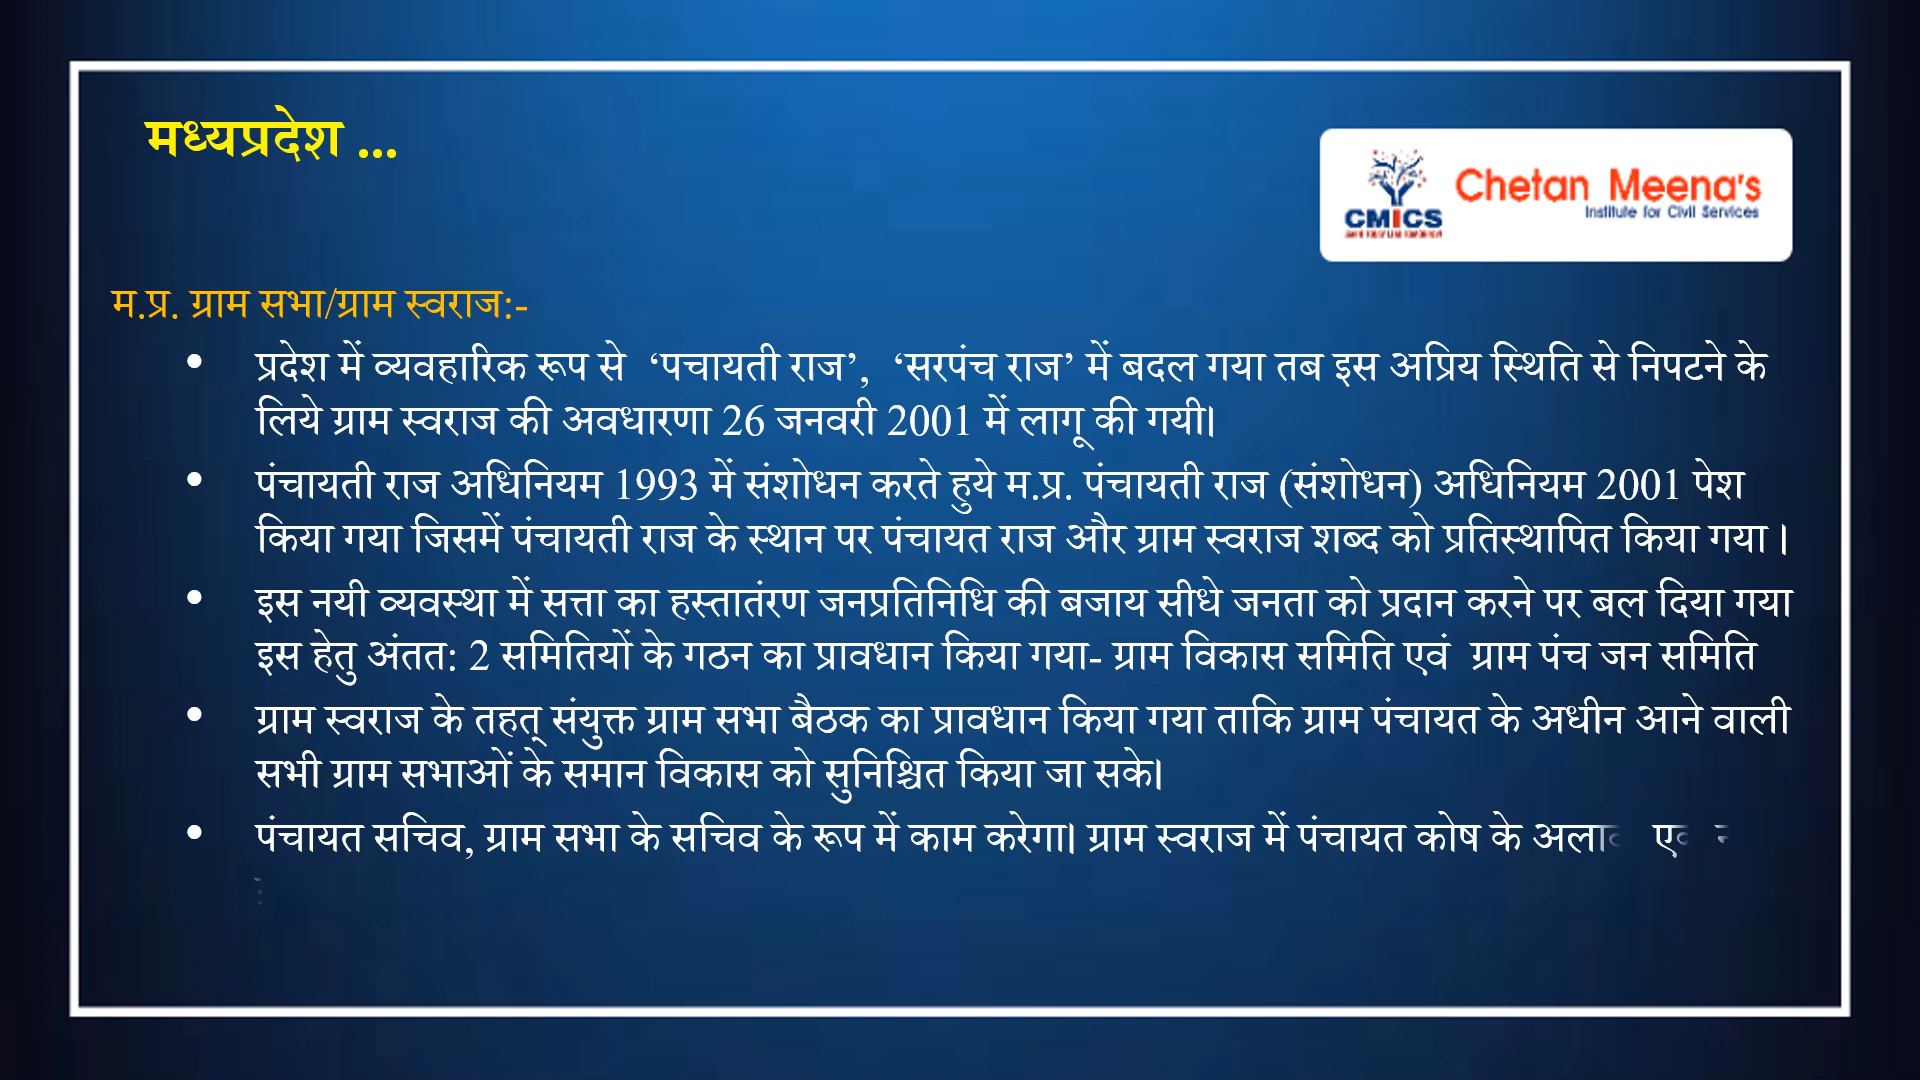 मध्यप्रदेश ...
CMICS
Chetan Meena's
Institute for Civil Services
म.प्र. ग्राम सभा/ग्राम स्वराज:-
• प्रदेश में व्यवहारिक रूप से ‘पचायती राज’, ‘सरपंच राज’ में बदल गया तब इस अप्रिय स्थिति से निपटने के
लिये ग्राम स्वराज की अवधारणा 26 जनवरी 2001 में लागू की गयी।
• पंचायती राज अधिनियम 1993 में संशोधन करते हुये म.प्र. पंचायती राज (संशोधन) अधिनियम 2001 पेश
किया गया जिसमें पंचायती राज के स्थान पर पंचायत राज और ग्राम स्वराज शब्द को प्रतिस्थापित किया गया ।
• इस नयी व्यवस्था में सत्ता का हस्तातंरण जनप्रतिनिधि की बजाय सीधे जनता को प्रदान करने पर बल दिया गया
इस हेतु अंतत: 2 समितियों के गठन का प्रावधान किया गया- ग्राम विकास समिति एवं ग्राम पंच जन समिति
• ग्राम स्वराज के तहत् संयुक्त ग्राम सभा बैठक का प्रावधान किया गया ताकि ग्राम पंचायत के अधीन आने वाली
सभी ग्राम सभाओं के समान विकास को सुनिश्चित किया जा सके।
• पंचायत सचिव, ग्राम सभा के सचिव के रूप में काम करेगा। ग्राम स्वराज में पंचायत कोष के